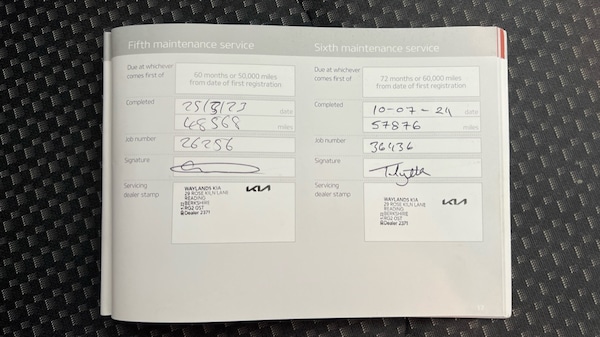 Fifth maintenance service
Due at whichever
comes first of
60 months or 50,000 miles
from date of first registration
Completed
date
48568
miles
Job number
26256
Signature
Servicing
dealer stamp
WAYLANDS KIA
29 ROSE KILN LANE
READING
BERKSHIRE
RG2 0ST
Dealer 2371
KIA
Sixth maintenance service
Due at whichever
comes first of
72 months or 60,000 miles
from date of first registration
Completed
10-07-24
date
57876
miles
Job number
36436
Signature
Servicing
dealer stamp
WAYLANDS KIA
29 ROSE KILN LANE
READING
BERKSHIRE
RG2 0ST
Dealer 2371
KIA